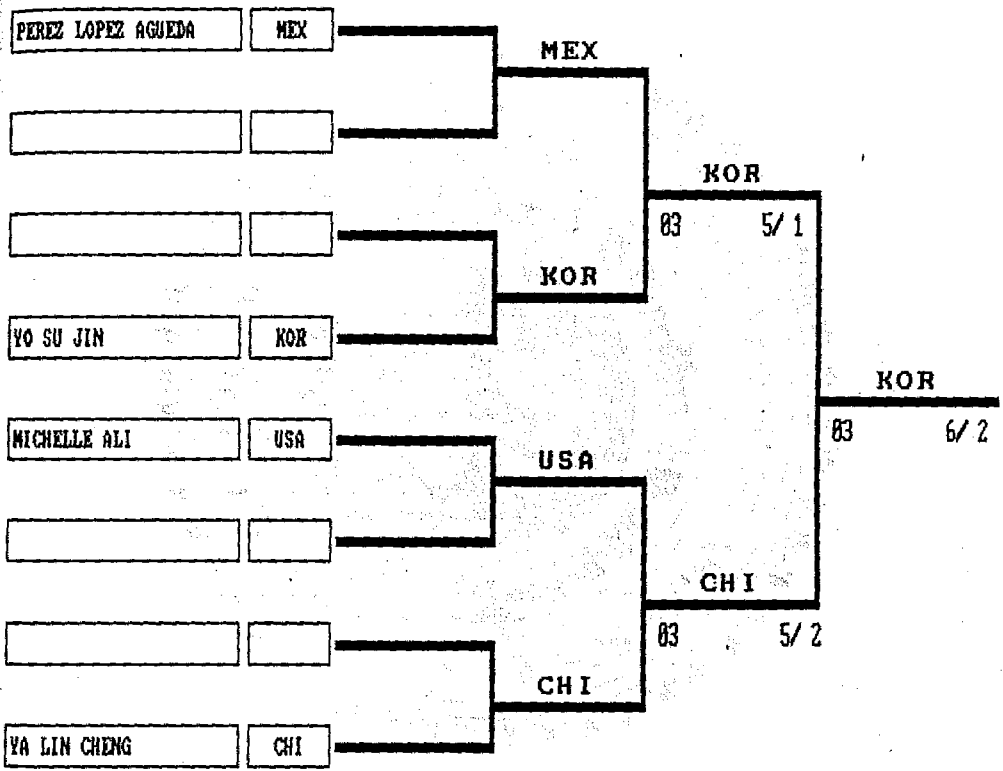 PEREZ LOPEZ AGUEDA MEX
MEX
KOR
03 5/ 1
KOR
YO SU JIN KOR
KOR
03 6/ 2
MICHELLE ALI USA
USA
CHI
03 5/ 2
CHI
YA LIN CHENG CHI